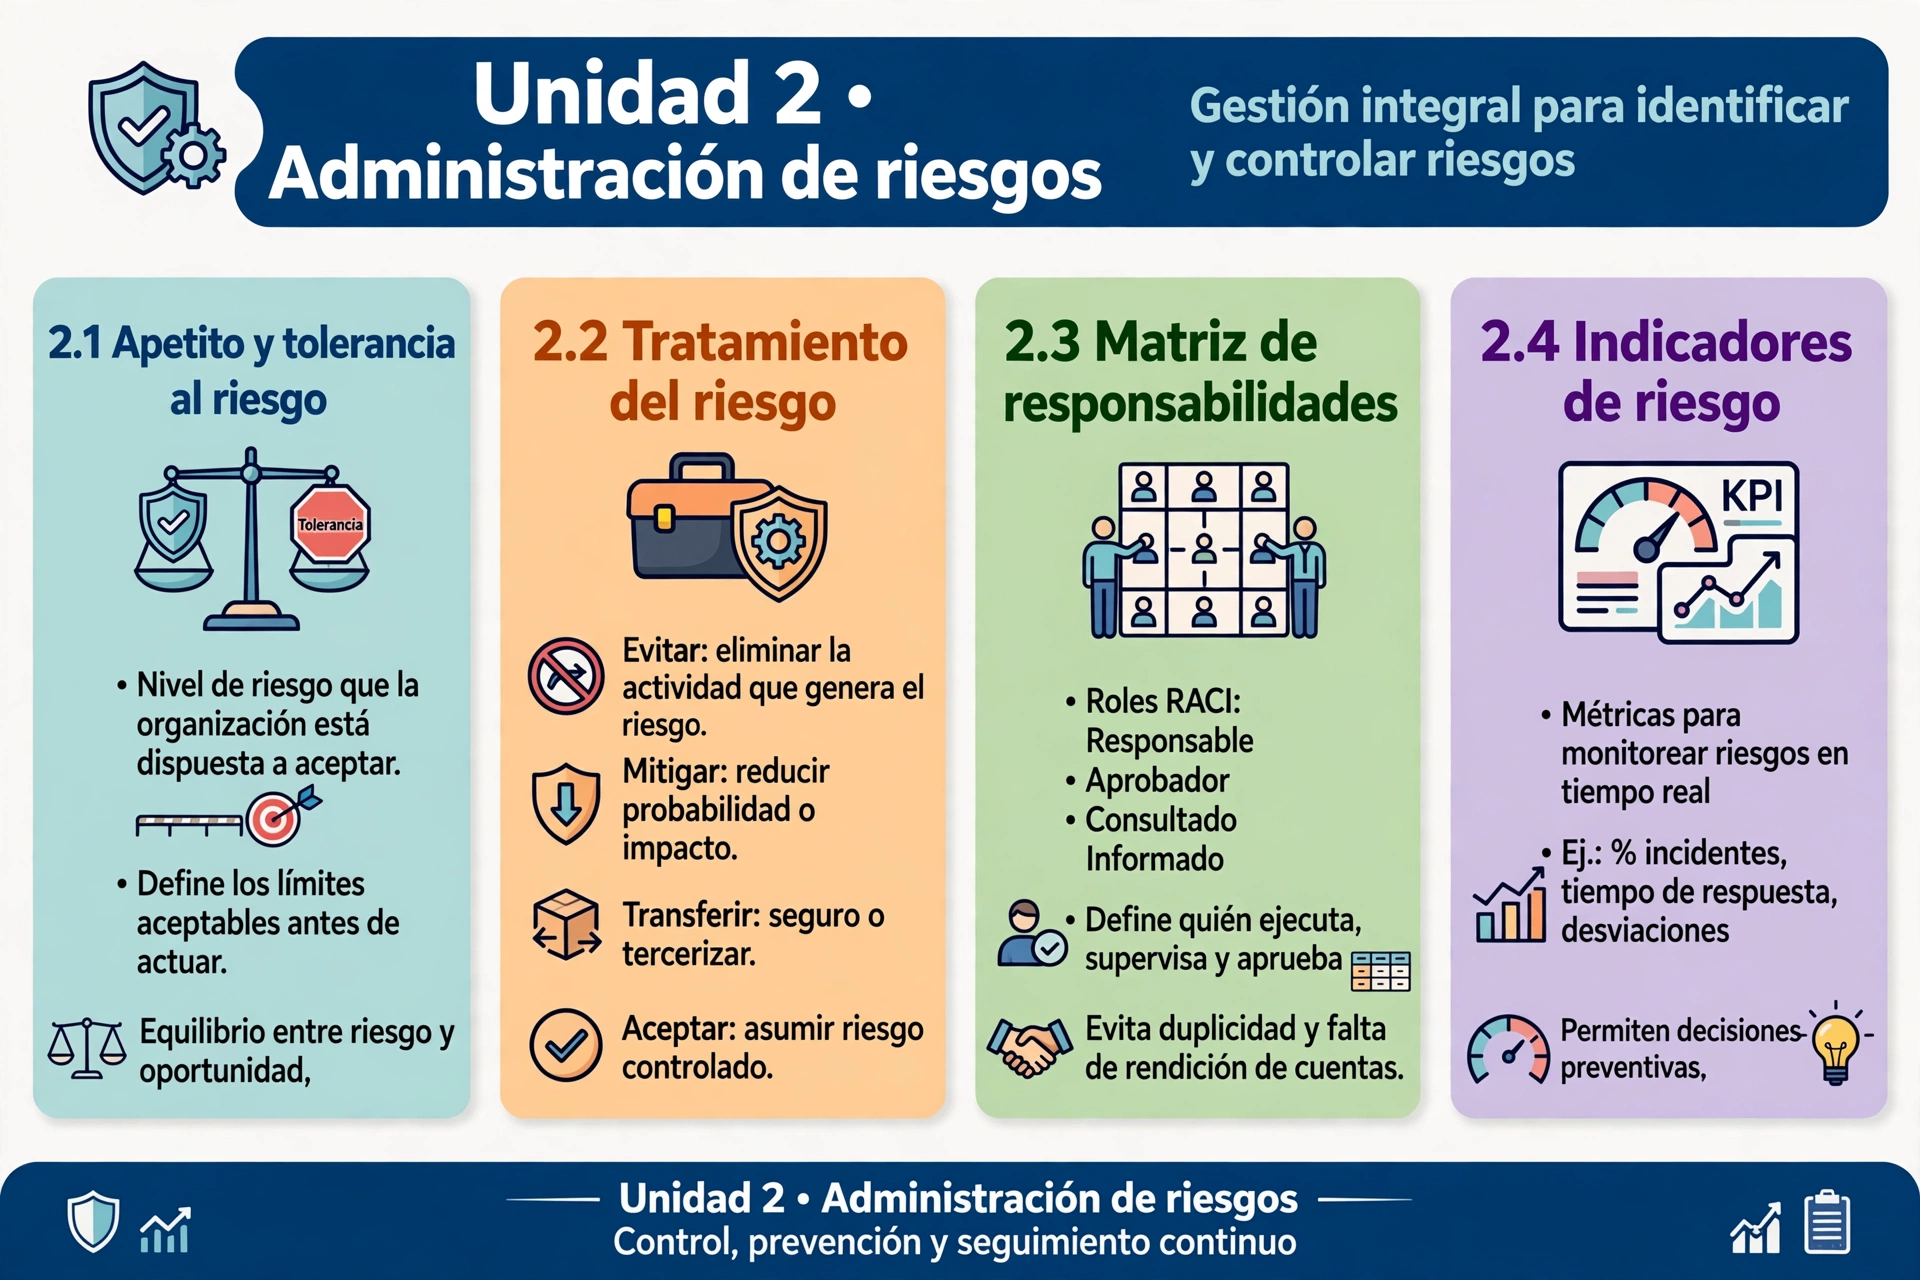 Unidad 2 •
Administración de riesgos
Gestión integral para identificar
y controlar riesgos
2.1 Apetito y tolerancia
al riesgo
Tolerancia
• Nivel de riesgo que la
organización está
dispuesta a aceptar.
• Define los límites
aceptables antes de
actuar.
Equilibrio entre riesgo y
oportunidad,
2.2 Tratamiento
del riesgo
Evitar: eliminar la
actividad que genera el
riesgo.
Mitigar: reducir
probabilidad o
impacto.
Transferir: seguro o
tercerizar.
Aceptar: asumir riesgo
controlado.
2.3 Matriz de
responsabilidades
• Roles RACI:
Responsable
• Aprobador
• Consultado
Informado
• Define quién ejecuta,
supervisa y aprueba
Evita duplicidad y falta
de rendición de cuentas.
2.4 Indicadores
de riesgo
KPI
• Métricas para
monitorear riesgos en
tiempo real
• Ej.: % incidentes,
tiempo de respuesta,
desviaciones
Permiten decisiones
preventivas,
Unidad 2 • Administración de riesgos
Control, prevención y seguimiento continuo